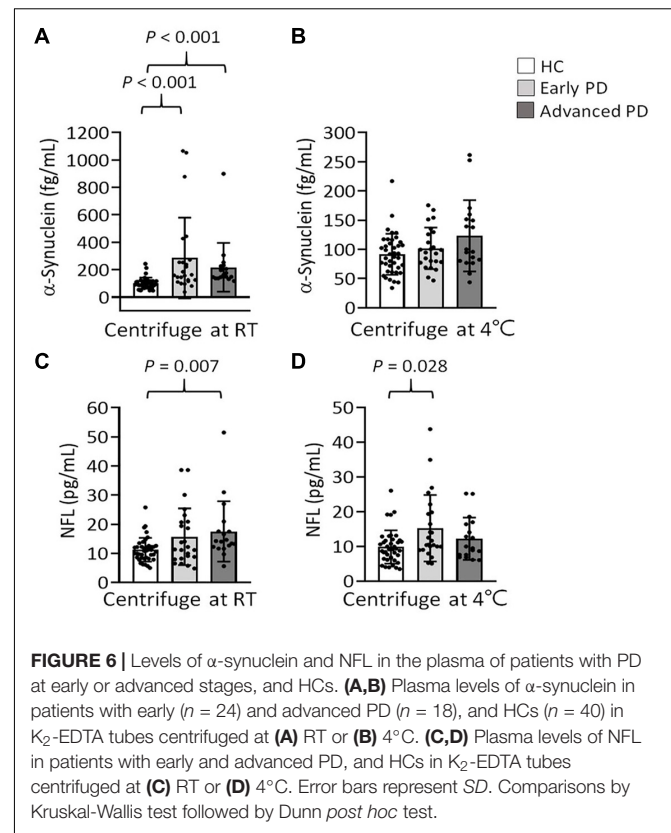 A
P < 0.001
P < 0.001
α-Synuclein (fg/mL)
1200
1000
800
600
400
200
0
Centrifuge at RT
B
α-Synuclein (fg/mL)
300
250
200
150
100
50
0
Centrifuge at 4°C
HC
Early PD
Advanced PD
C
P = 0.007
NFL (pg/mL)
60
50
40
30
20
10
0
Centrifuge at RT
D
P = 0.028
NFL (pg/mL)
50
40
30
20
10
0
Centrifuge at 4°C
FIGURE 6 | Levels of α-synuclein and NFL in the plasma of patients with PD
at early or advanced stages, and HCs. (A,B) Plasma levels of α-synuclein in
patients with early (n = 24) and advanced PD (n = 18), and HCs (n = 40) in
K₂-EDTA tubes centrifuged at (A) RT or (B) 4°C. (C,D) Plasma levels of NFL
in patients with early and advanced PD, and HCs in K₂-EDTA tubes
centrifuged at (C) RT or (D) 4°C. Error bars represent SD. Comparisons by
Kruskal-Wallis test followed by Dunn post hoc test.